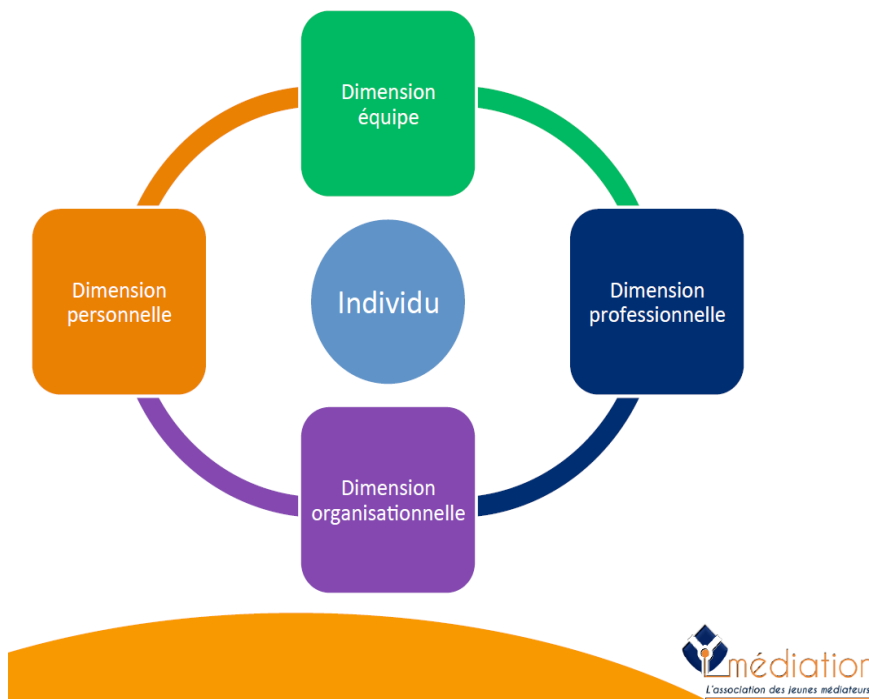 Dimension
équipe
Dimension
personnelle
Individu
Dimension
professionnelle
Dimension
organisationnelle
médiation
L'association des jeunes médiateurs